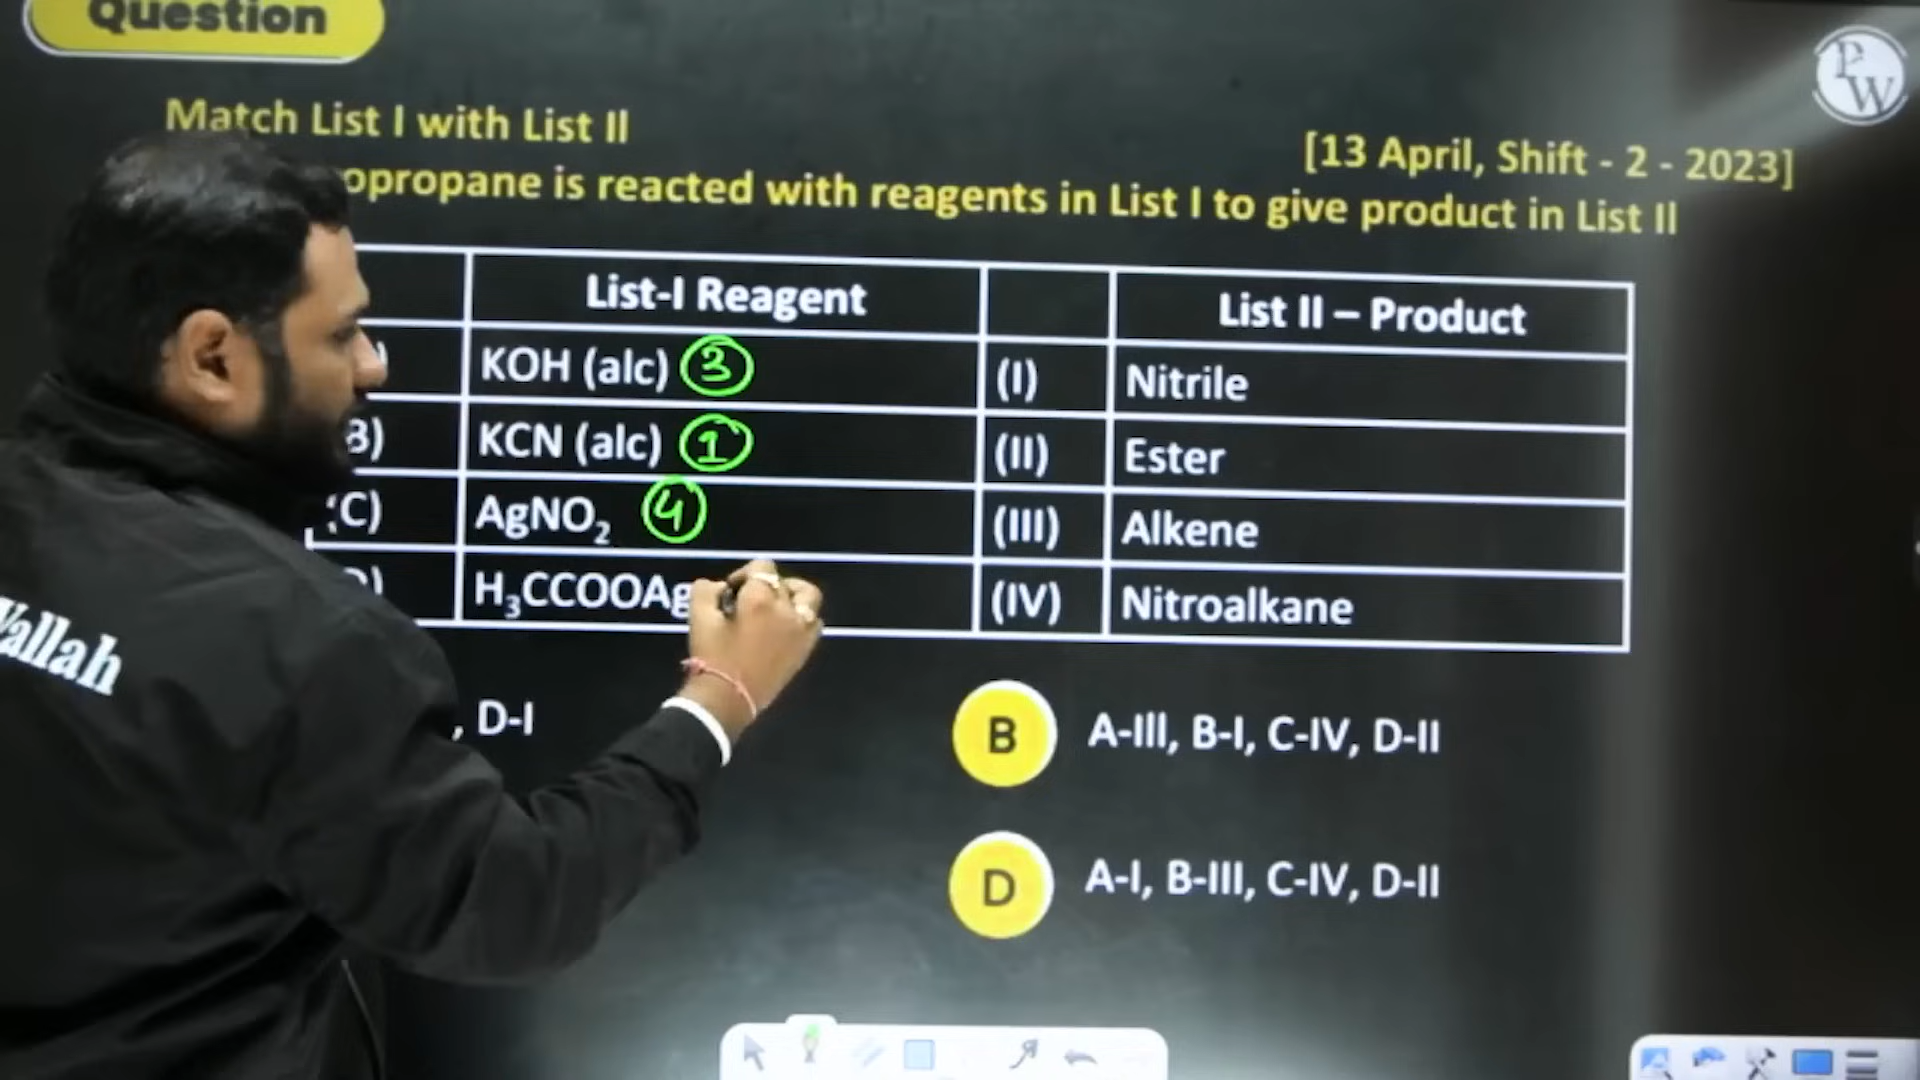 Question
P
W
Match List I with List II
[13 April, Shift - 2 - 2023]
is reacted with reagents in List I to give product in List II
List-I Reagent
List II – Product
KOH (alc) 3
(I) Nitrile
B) KCN (alc) 1
(II) Ester
(C) AgNO₂ 4
(III) Alkene
H₃CCOOAg
(IV) Nitroalkane
, D-I
B A-III, B-I, C-IV, D-II
D A-I, B-III, C-IV, D-II